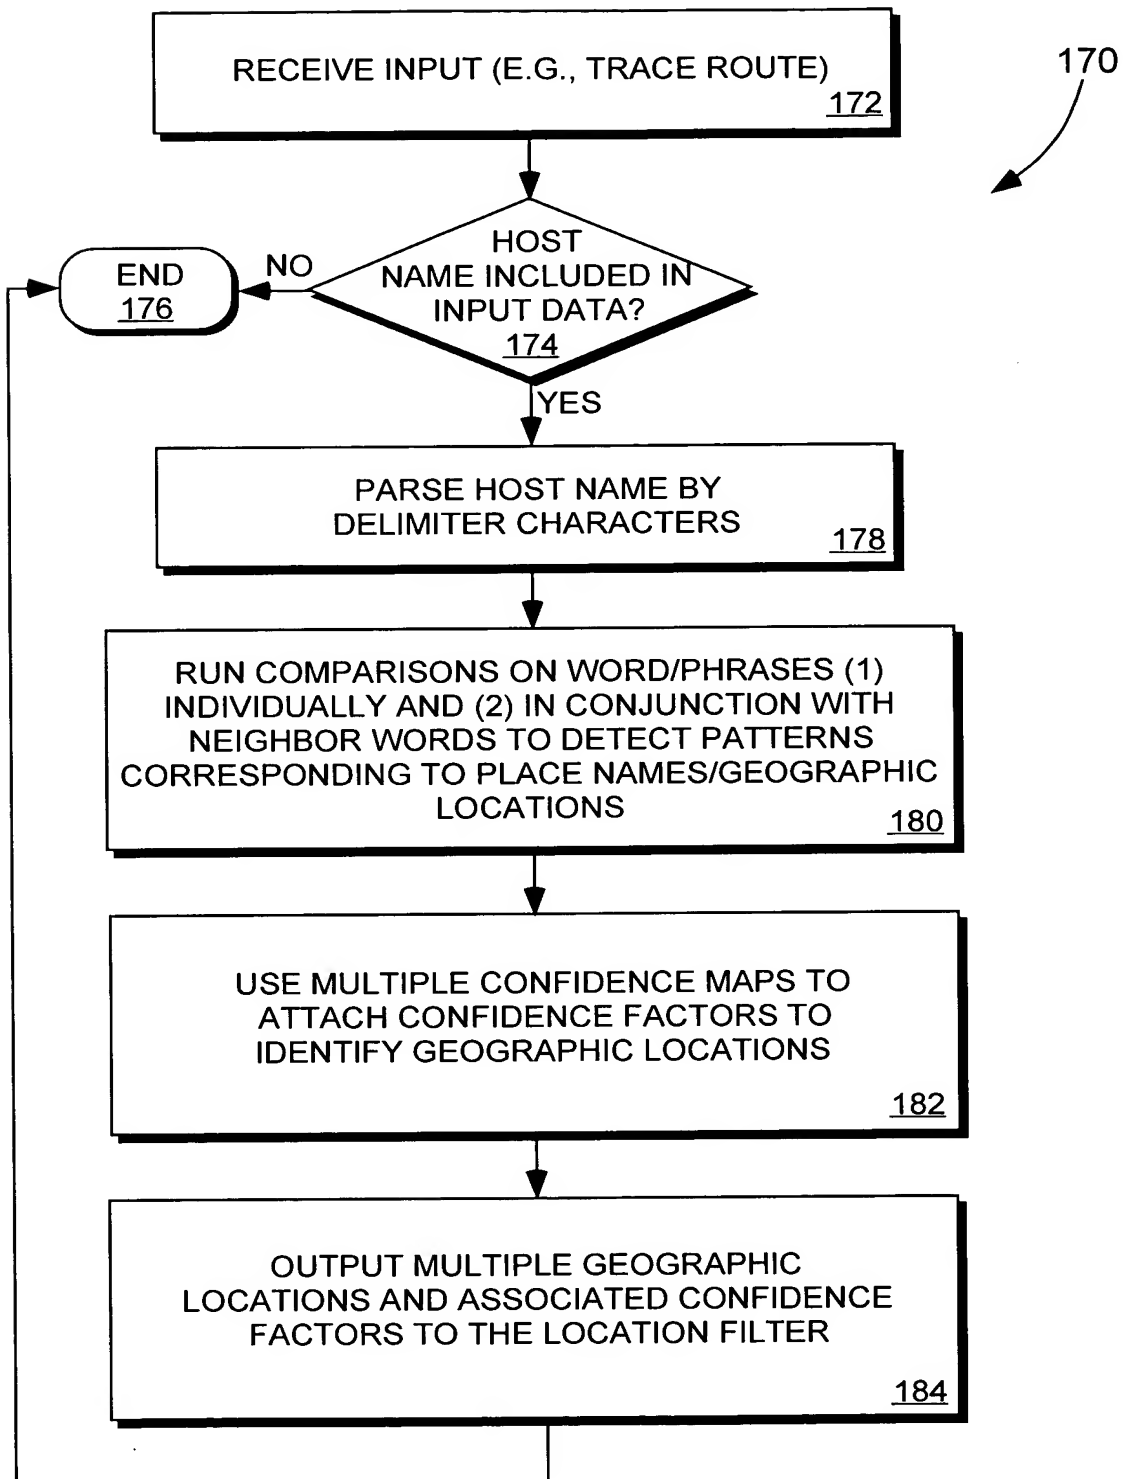 RECEIVE INPUT (E.G., TRACE ROUTE)
172
170
HOST
NAME INCLUDED IN
INPUT DATA?
174
NO
END
176
YES
PARSE HOST NAME BY
DELIMITER CHARACTERS
178
RUN COMPARISONS ON WORD/PHRASES (1)
INDIVIDUALLY AND (2) IN CONJUNCTION WITH
NEIGHBOR WORDS TO DETECT PATTERNS
CORRESPONDING TO PLACE NAMES/GEOGRAPHIC
LOCATIONS
180
USE MULTIPLE CONFIDENCE MAPS TO
ATTACH CONFIDENCE FACTORS TO
IDENTIFY GEOGRAPHIC LOCATIONS
182
OUTPUT MULTIPLE GEOGRAPHIC
LOCATIONS AND ASSOCIATED CONFIDENCE
FACTORS TO THE LOCATION FILTER
184